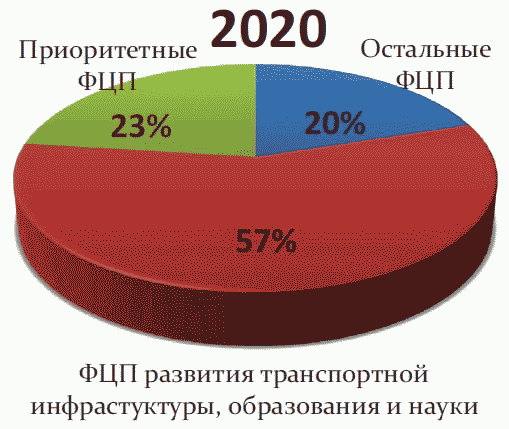 2020
Приоритетные
ФЦП
Остальные
ФЦП
23%
20%
57%
ФЦП развития транспортной
инфрастуктуры, образования и науки